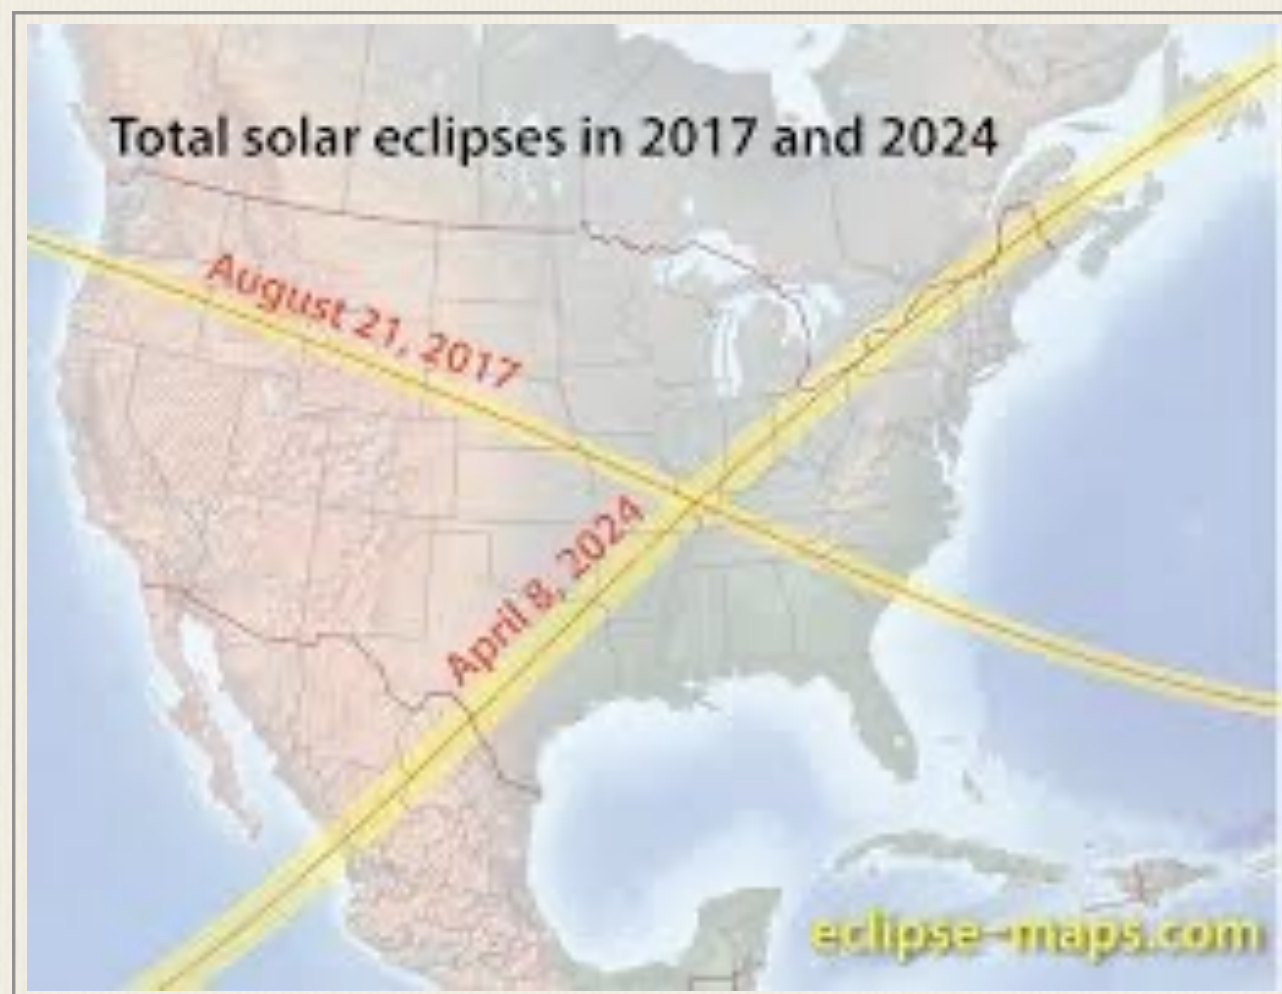 Total solar eclipses in 2017 and 2024
August 21, 2017
April 8, 2024
eclipse-maps.com